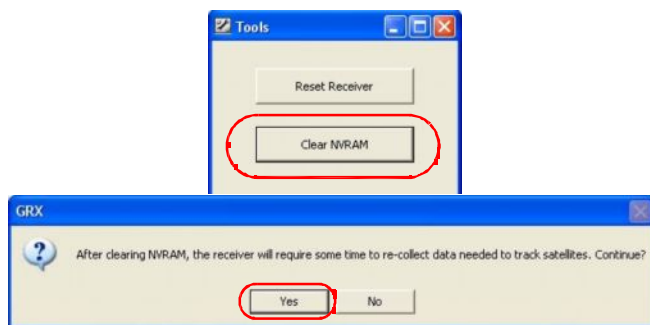 Tools
Reset Receiver
Clear NVRAM
GRX
After clearing NVRAM, the receiver will require some time to re-collect data needed to track satellites. Continue?
Yes No